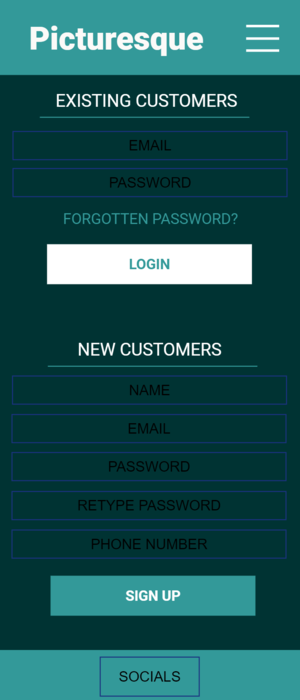 Picturesque
EXISTING CUSTOMERS
EMAIL
PASSWORD
FORGOTTEN PASSWORD?
LOGIN
NEW CUSTOMERS
NAME
EMAIL
PASSWORD
RETYPE PASSWORD
PHONE NUMBER
SIGN UP
SOCIALS